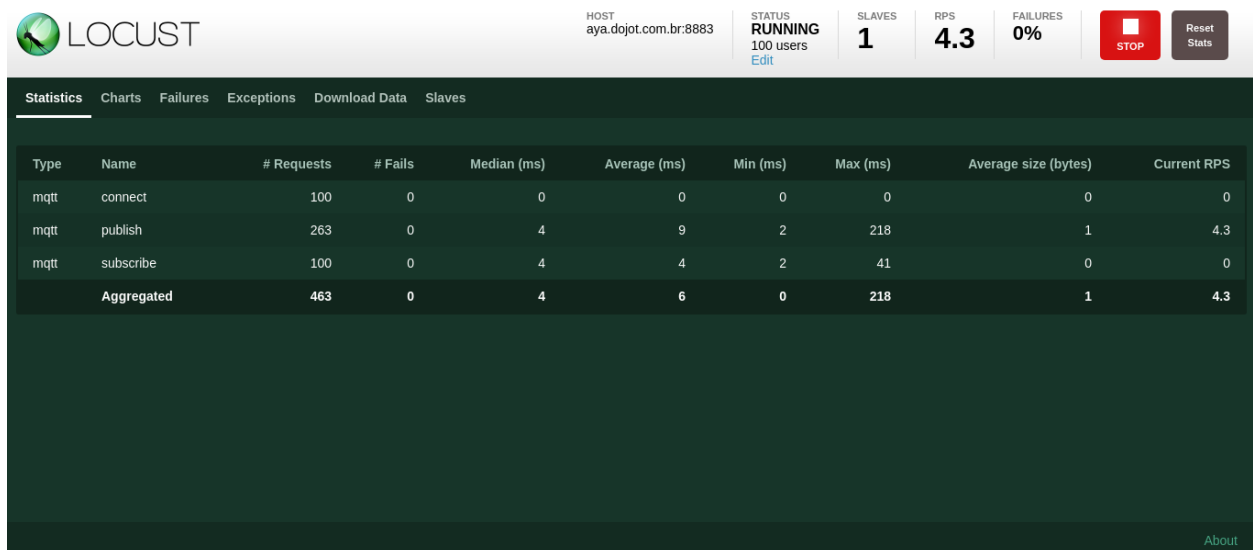 LOCUST
HOST
aya.dojot.com.br:8883
STATUS
RUNNING
100 users
Edit
SLAVES
1
RPS
4.3
FAILURES
0%
STOP
Reset
Stats
Statistics Charts Failures Exceptions Download Data Slaves
Type Name # Requests # Fails Median (ms) Average (ms) Min (ms) Max (ms) Average size (bytes) Current RPS
mqtt connect 100 0 0 0 0 0 0 0
mqtt publish 263 0 4 9 2 218 1 4.3
mqtt subscribe 100 0 4 4 2 41 0 0
Aggregated 463 0 4 6 0 218 1 4.3
About